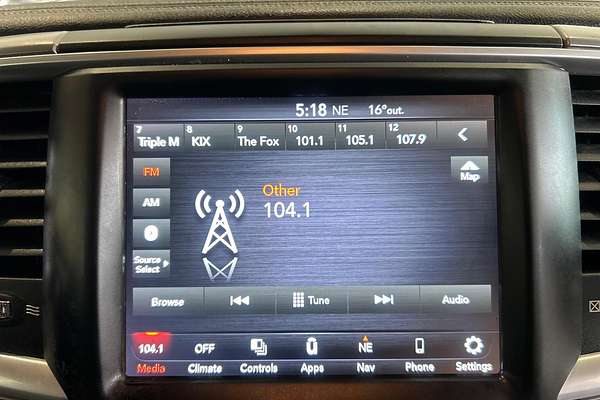 5:18 NE 16° out.
7 Triple M 8 KIX 9 The Fox 10 101.1 11 105.1 12 107.9
FM
Map
AM
Other
104.1
Source
Select
Browse Tune Audio
104.1 OFF NE
Media Climate Controls Apps Nav Phone Settings